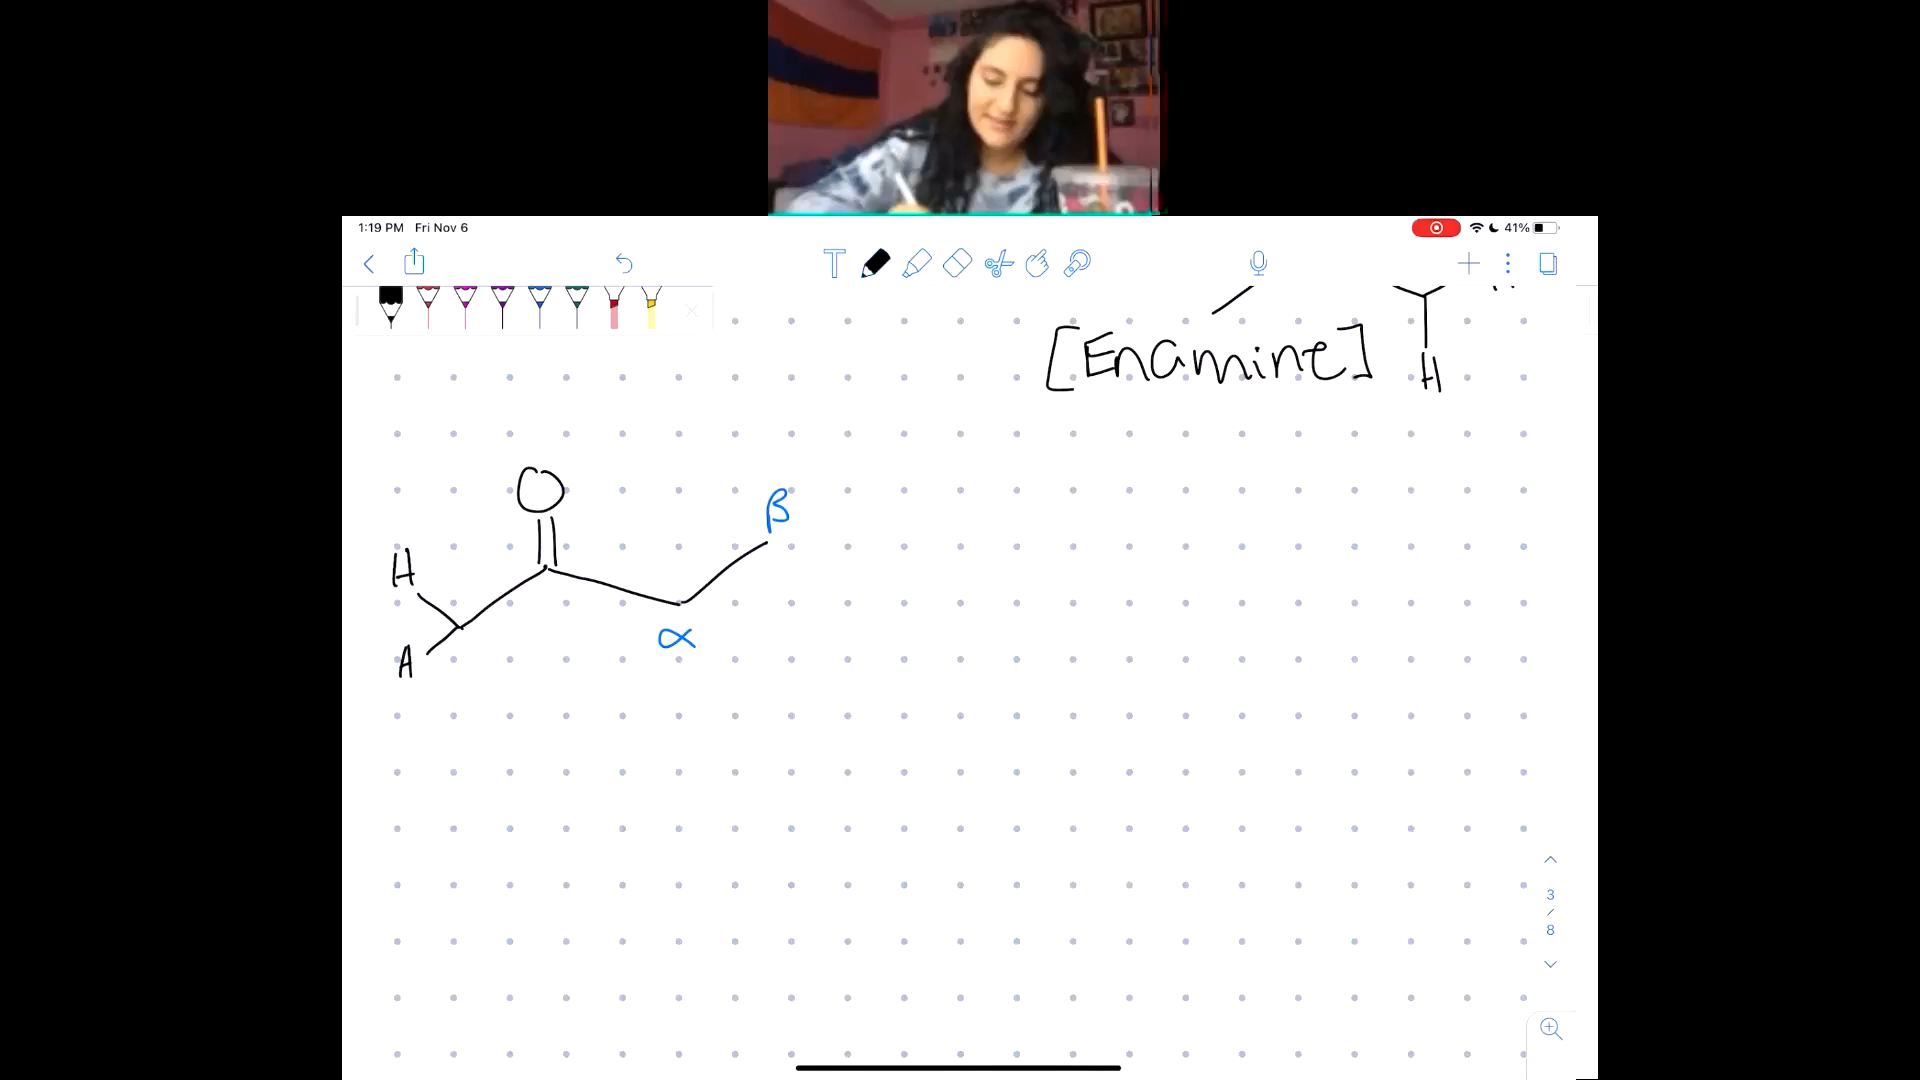 1:19 PM Fri Nov 6
41%
T
[Enamine]
H
O
β
H
α
A
3
/
8